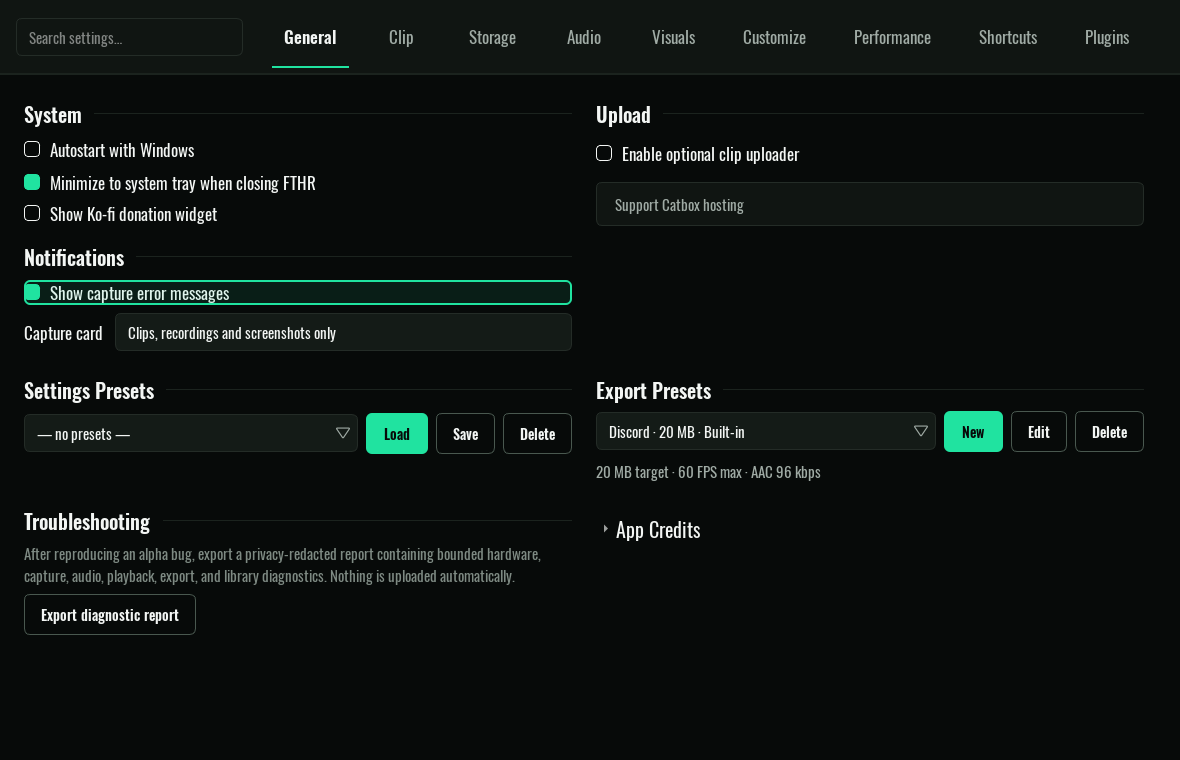 Search settings...
General
Clip
Storage
Audio
Visuals
Customize
Performance
Shortcuts
Plugins
System
Autostart with Windows
Minimize to system tray when closing FTHR
Show Ko-fi donation widget
Notifications
Show capture error messages
Capture card
Clips, recordings and screenshots only
Upload
Enable optional clip uploader
Support Catbox hosting
Settings Presets
— no presets —
Load
Save
Delete
Export Presets
Discord · 20 MB · Built-in
New
Edit
Delete
20 MB target · 60 FPS max · AAC 96 kbps
Troubleshooting
After reproducing an alpha bug, export a privacy-redacted report containing bounded hardware,
capture, audio, playback, export, and library diagnostics. Nothing is uploaded automatically.
Export diagnostic report
App Credits